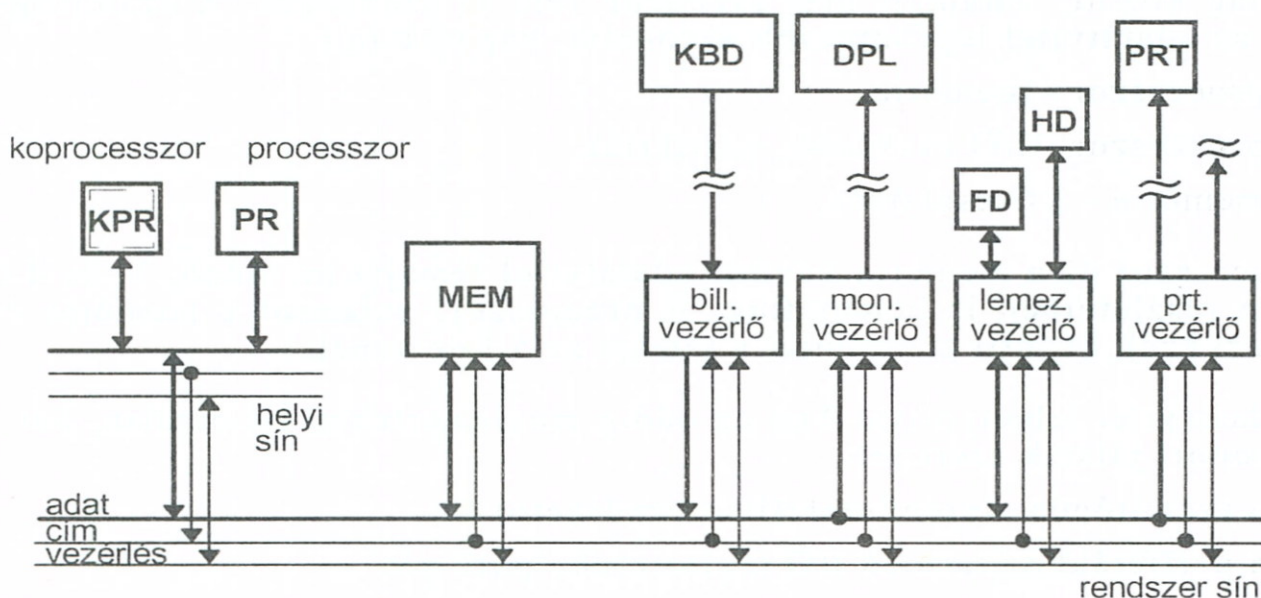 KBD
DPL
PRT
HD
koprocesszor
processzor
KPR
PR
FD
MEM
bill.
vezérlő
mon.
vezérlő
lemez
vezérlő
prt.
vezérlő
helyi
sín
adat
cim
vezérlés
rendszer sín